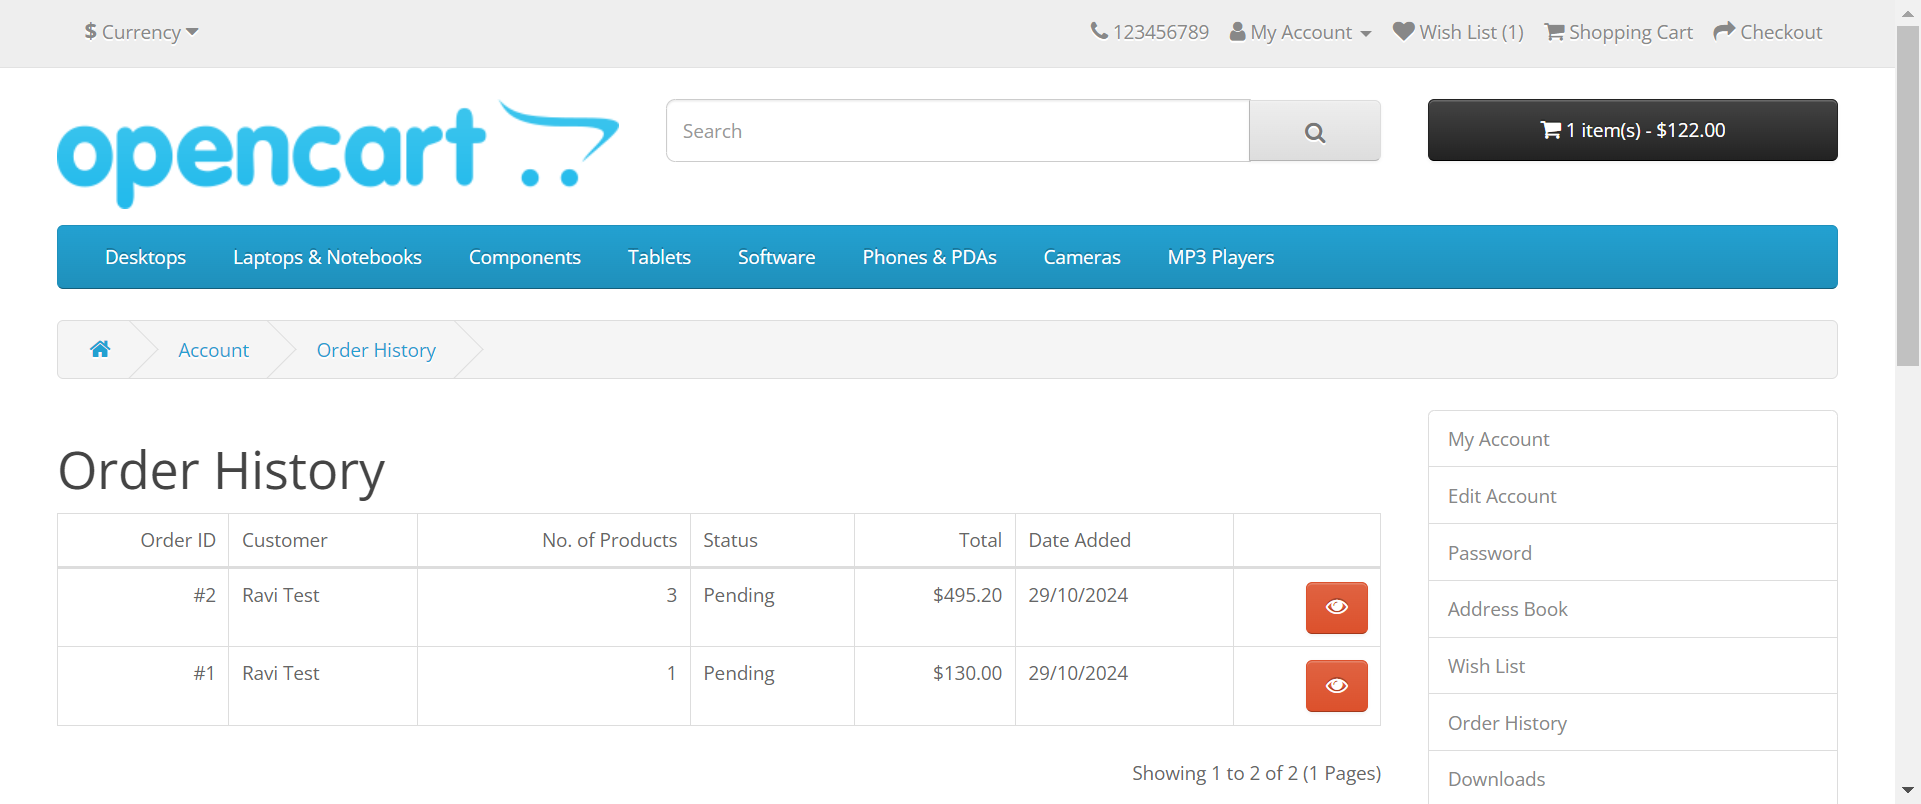 $ Currency
123456789 My Account Wish List (1) Shopping Cart Checkout
opencart
Search
1 item(s) - $122.00
Desktops Laptops & Notebooks Components Tablets Software Phones & PDAs Cameras MP3 Players
Account Order History
Order History
Order ID Customer No. of Products Status Total Date Added
#2 Ravi Test 3 Pending $495.20 29/10/2024
#1 Ravi Test 1 Pending $130.00 29/10/2024
Showing 1 to 2 of 2 (1 Pages)
My Account
Edit Account
Password
Address Book
Wish List
Order History
Downloads